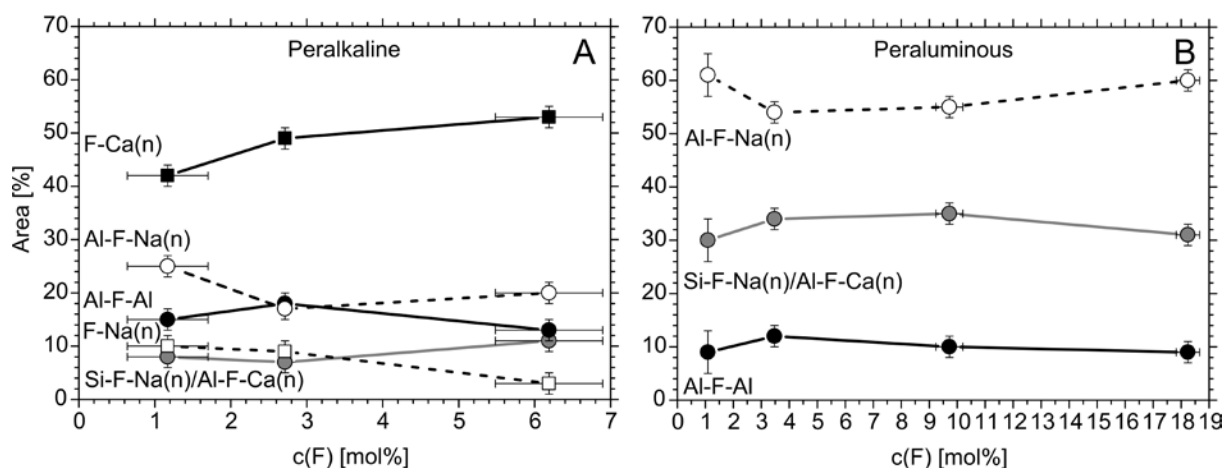 Peralkaline
A
Area [%]
70
60
50
40
30
20
10
0
F-Ca(n)
Al-F-Na(n)
Al-F-Al
F-Na(n)
Si-F-Na(n)/Al-F-Ca(n)
0 1 2 3 4 5 6 7
c(F) [mol%]
Peraluminous
B
70
60
50
40
30
20
10
0
Al-F-Na(n)
Si-F-Na(n)/Al-F-Ca(n)
Al-F-Al
0 1 2 3 4 5 6 7 8 9 10 11 12 13 14 15 16 17 18 19
c(F) [mol%]